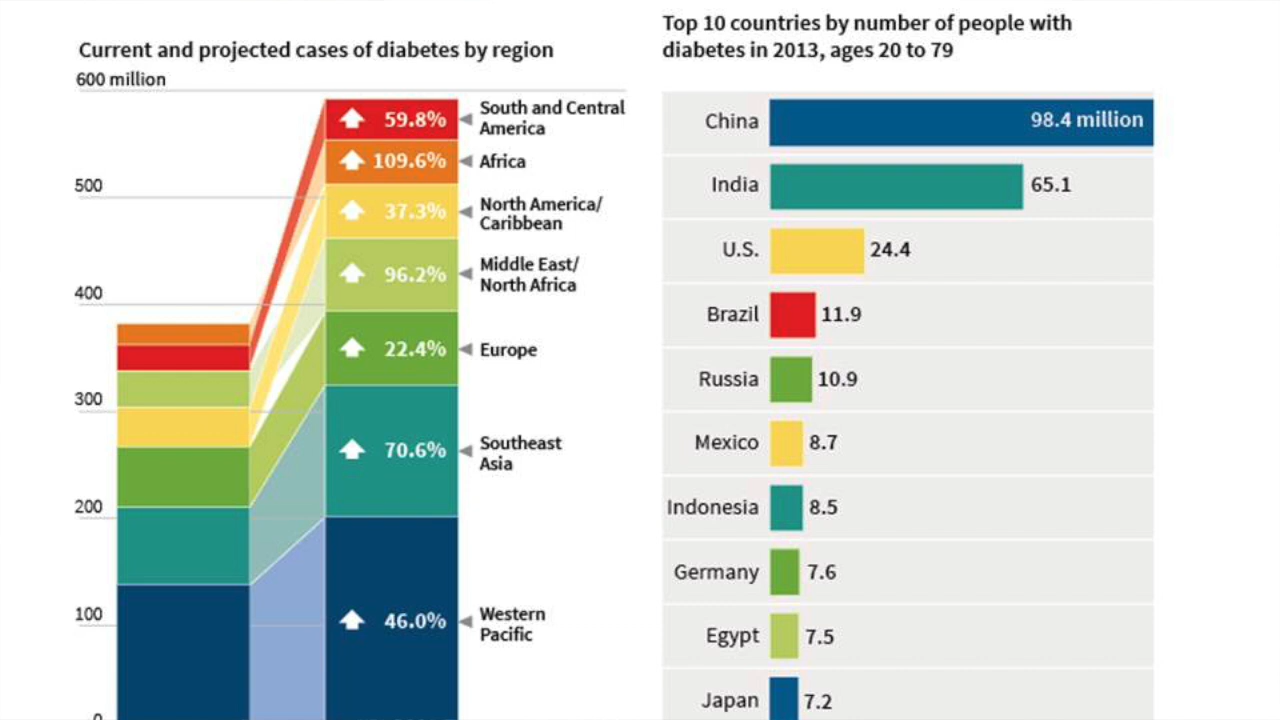 Current and projected cases of diabetes by region
600 million
500
400
300
200
100
0
59.8%
South and Central
America
109.6%
Africa
37.3%
North America/
Caribbean
96.2%
Middle East/
North Africa
22.4%
Europe
70.6%
Southeast
Asia
46.0%
Western
Pacific
Top 10 countries by number of people with
diabetes in 2013, ages 20 to 79
China 98.4 million
India 65.1
U.S. 24.4
Brazil 11.9
Russia 10.9
Mexico 8.7
Indonesia 8.5
Germany 7.6
Egypt 7.5
Japan 7.2